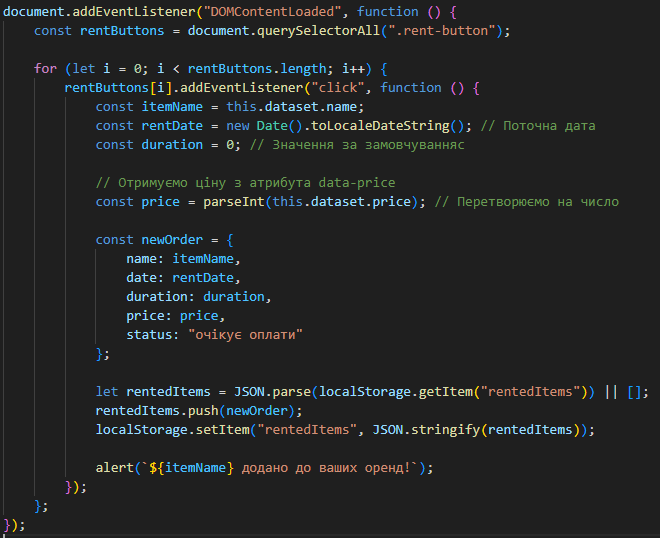 document.addEventListener("DOMContentLoaded", function () {
    const rentButtons = document.querySelectorAll(".rent-button");

    for (let i = 0; i < rentButtons.length; i++) {
        rentButtons[i].addEventListener("click", function () {
            const itemName = this.dataset.name;
            const rentDate = new Date().toLocaleDateString(); // Поточна дата
            const duration = 0; // Значення за замовчуванняс

            // Отримуємо ціну з атрибута data-price
            const price = parseInt(this.dataset.price); // Перетворюємо на число

            const newOrder = {
                name: itemName,
                date: rentDate,
                duration: duration,
                price: price,
                status: "очікує оплати"
            };

            let rentedItems = JSON.parse(localStorage.getItem("rentedItems")) || [];
            rentedItems.push(newOrder);
            localStorage.setItem("rentedItems", JSON.stringify(rentedItems));

            alert(`${itemName} додано до ваших оренд!`);
        });
    };
});